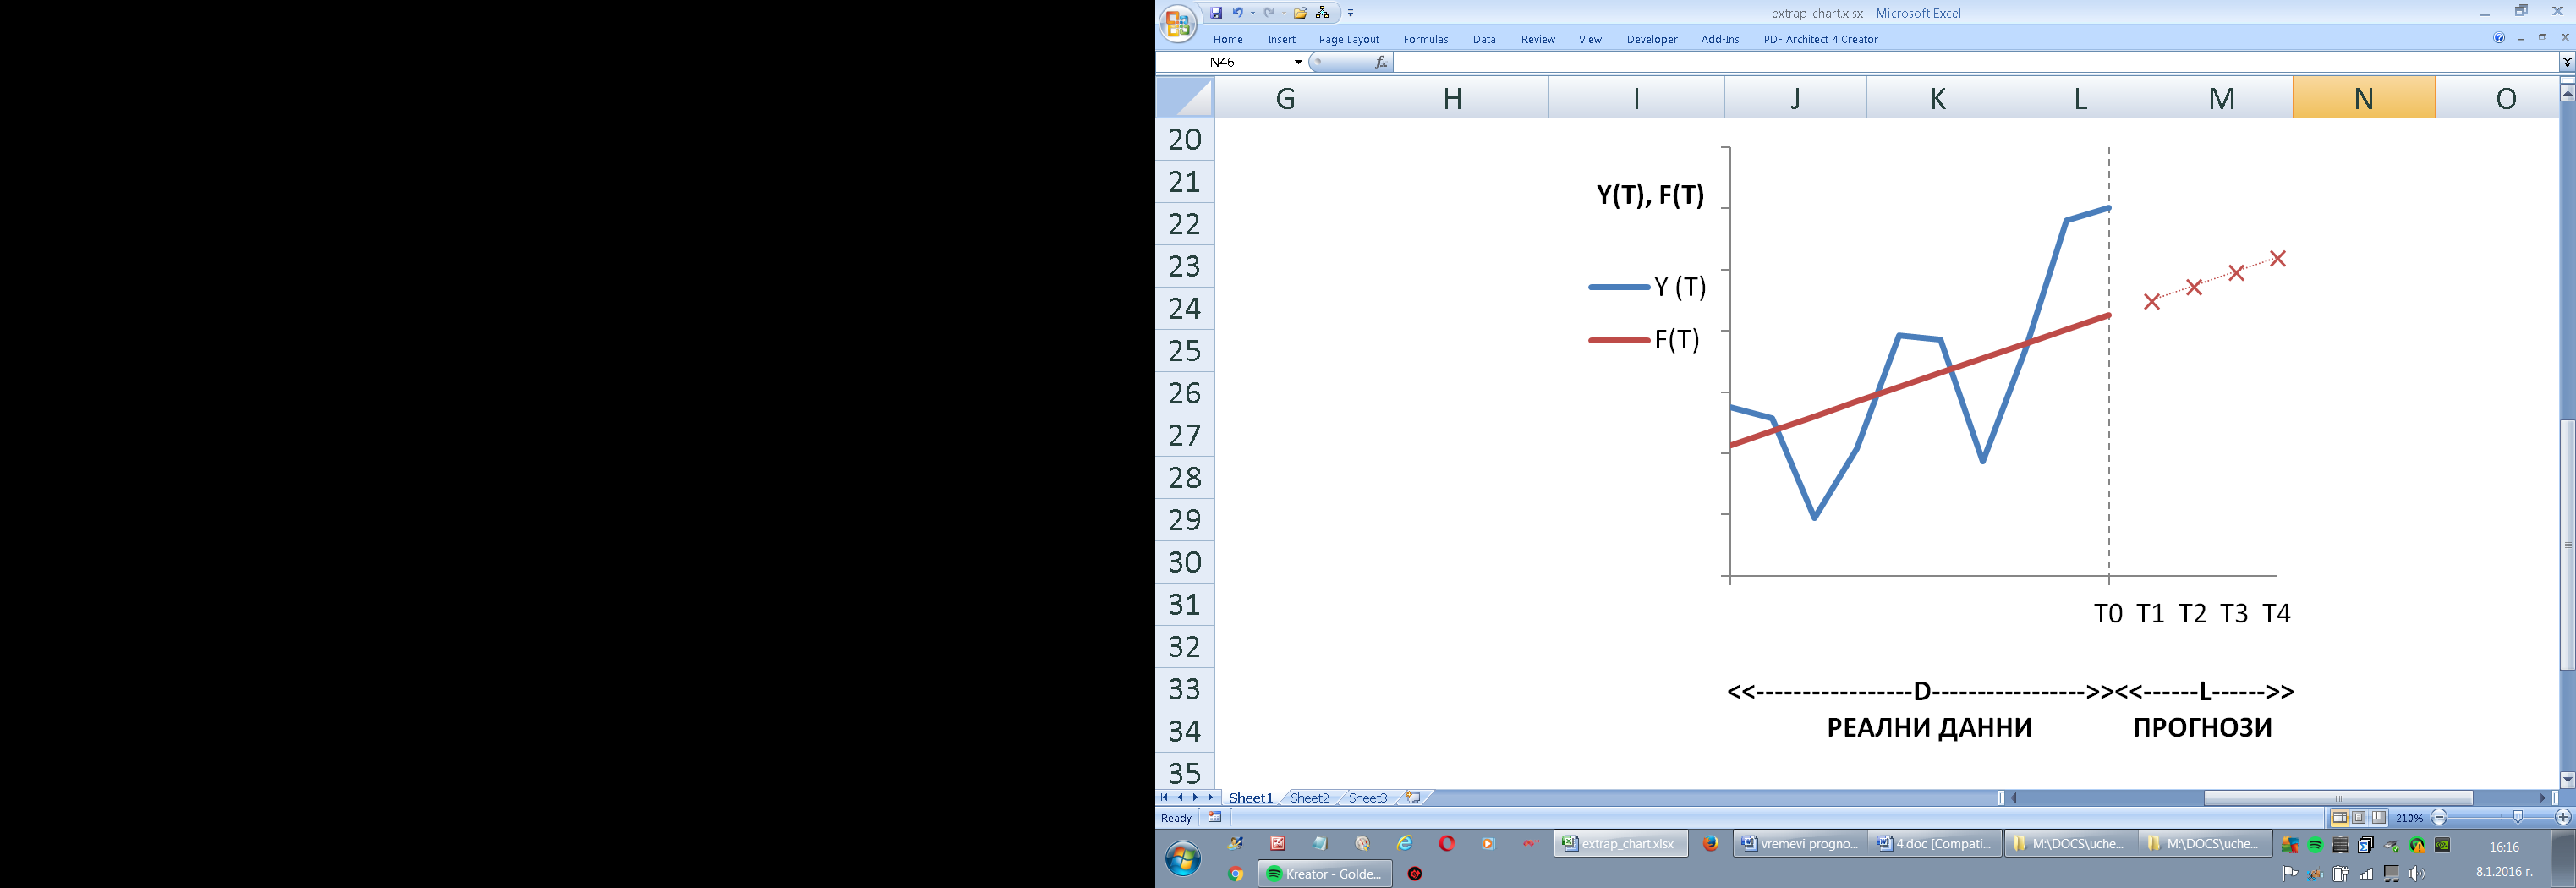 extrap_chart.xlsx - Microsoft Excel
Home Insert Page Layout Formulas Data Review View Developer Add-Ins PDF Architect 4 Creator
N46 fx
G H I J K L M N O
20
21
22
23
24
25
26
27
28
29
30
31
32
33
34
35
Y(T), F(T)
Y (T)
F(T)
T0 T1 T2 T3 T4
<<-----------------D----------------->><<------L------>>
РЕАЛНИ ДАННИ ПРОГНОЗИ
Sheet1 Sheet2 Sheet3
Ready 210%
extrap_chart.xlsx vremevi progno... 4.doc [Compati... M:\DOCS\uche... M:\DOCS\uche... 16:16
Kreator - Golde... 8.1.2016 г.